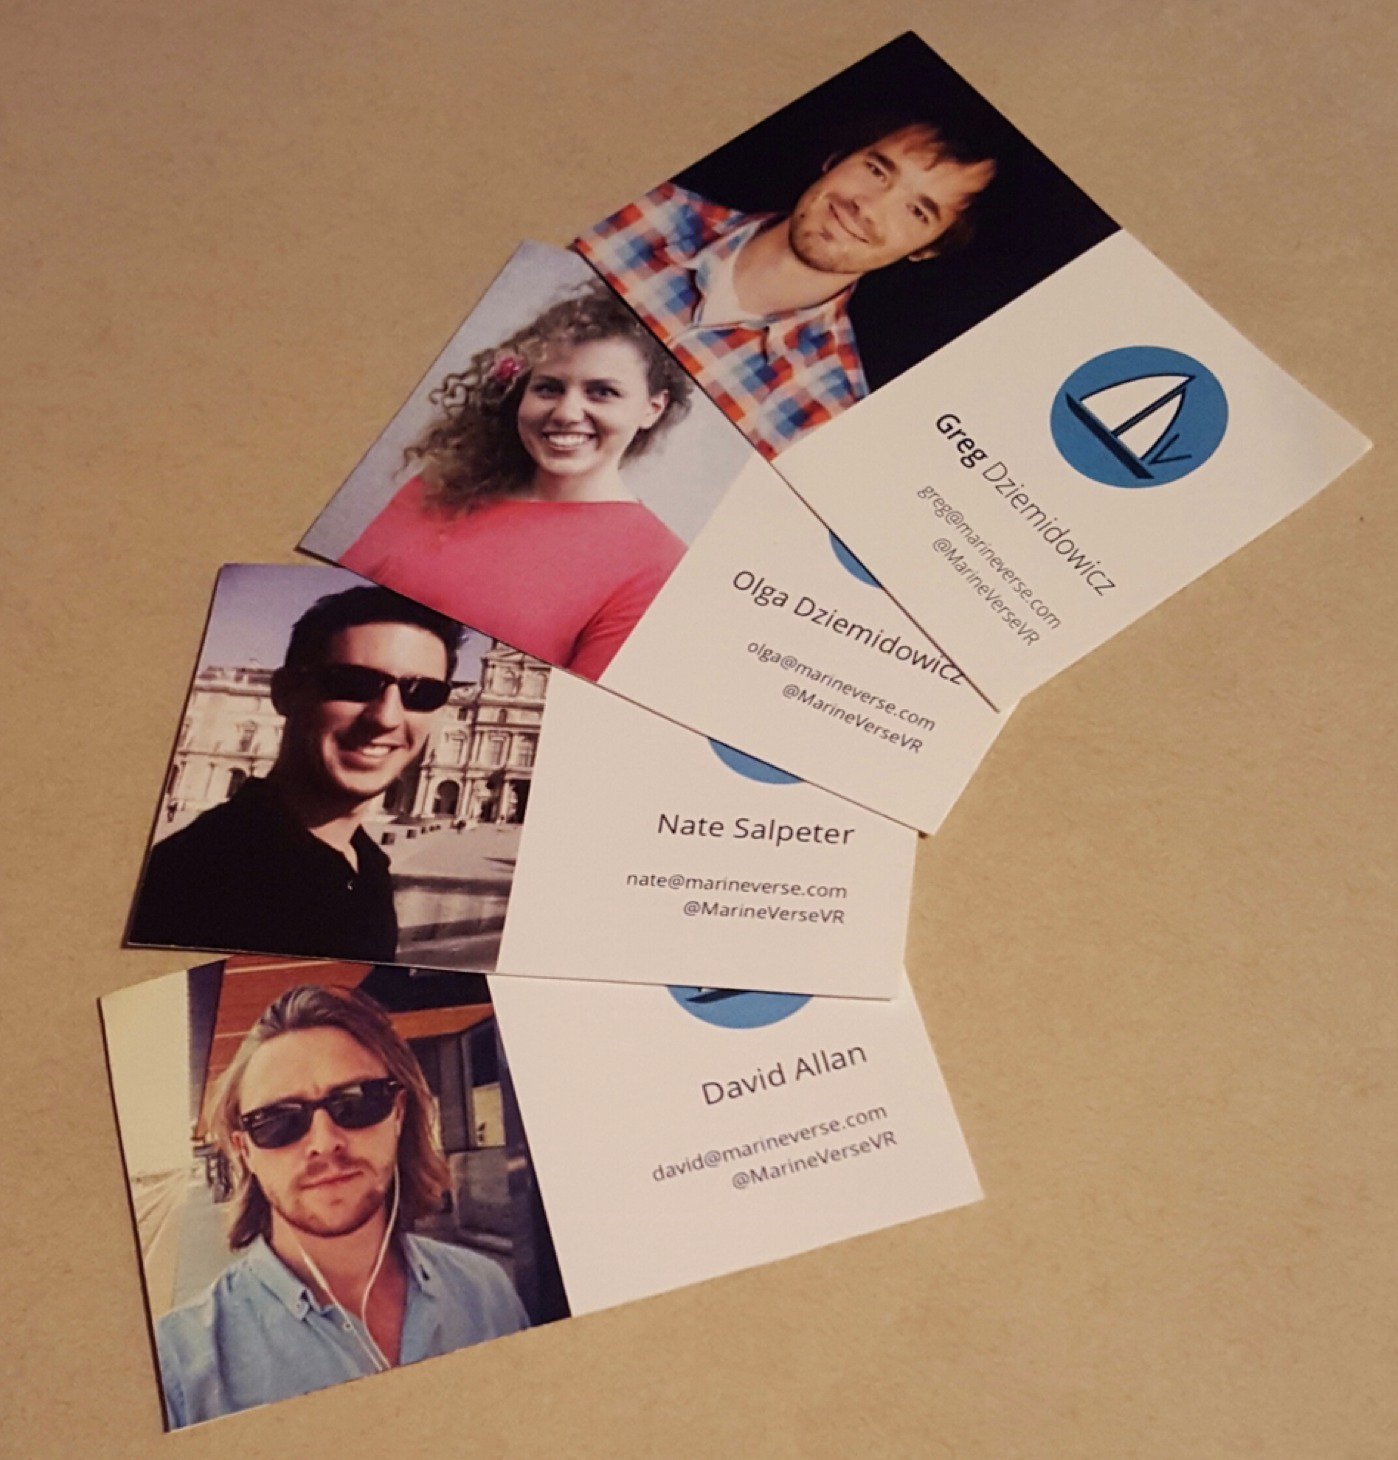 Greg Dziemidowicz
greg@marineverse.com
@MarineVerseVR
Olga Dziemidowicz
olga@marineverse.com
@MarineVerseVR
Nate Salpeter
nate@marineverse.com
@MarineVerseVR
David Allan
david@marineverse.com
@MarineVerseVR